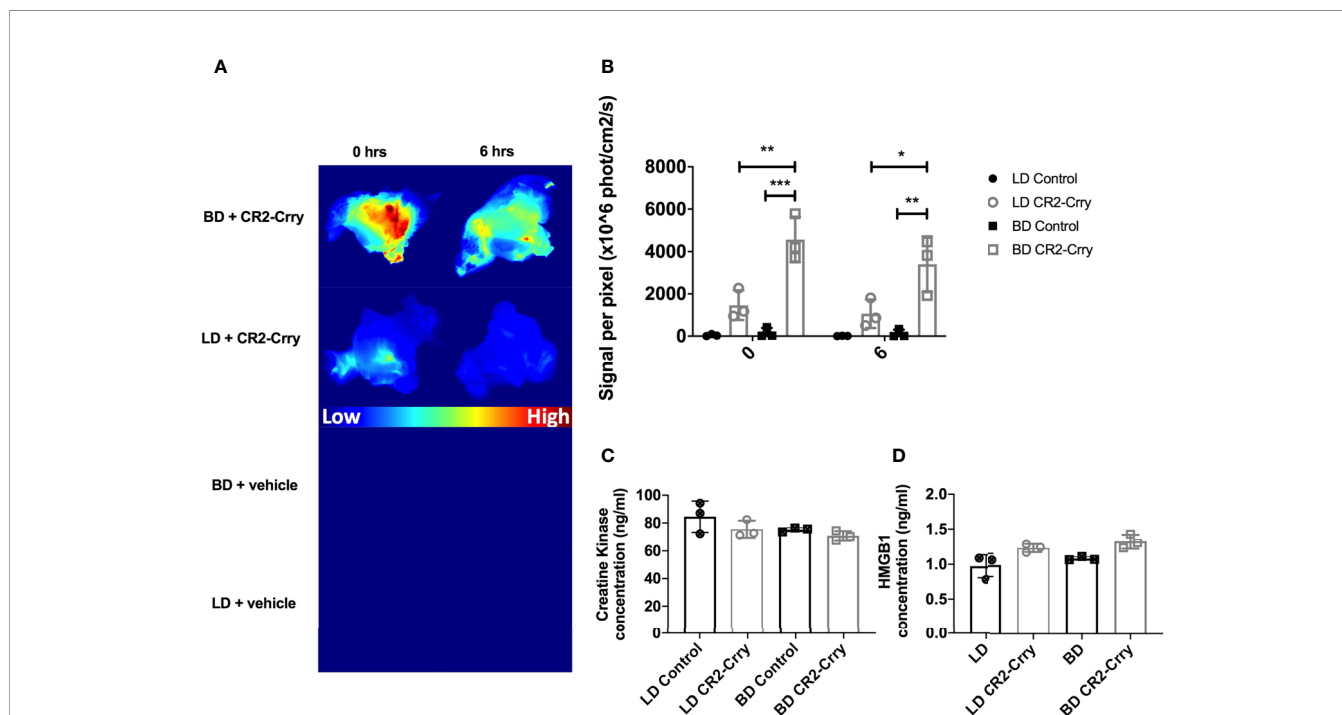 A
0 hrs 6 hrs
BD + CR2-Crry
LD + CR2-Crry
Low High
BD + vehicle
LD + vehicle
B
Signal per pixel (x10^6 phot/cm2/s)
8000
6000
4000
2000
0
** *
*** **
0 6
LD Control
LD CR2-Crry
BD Control
BD CR2-Crry
C
Creatine Kinase
concentration (ng/ml)
100
80
60
40
20
0
LD Control
LD CR2-Crry
BD Control
BD CR2-Crry
D
HMGB1
concentration (ng/ml)
2.0
1.5
1.0
0.5
0.0
LD
LD CR2-Crry
BD
BD CR2-Crry